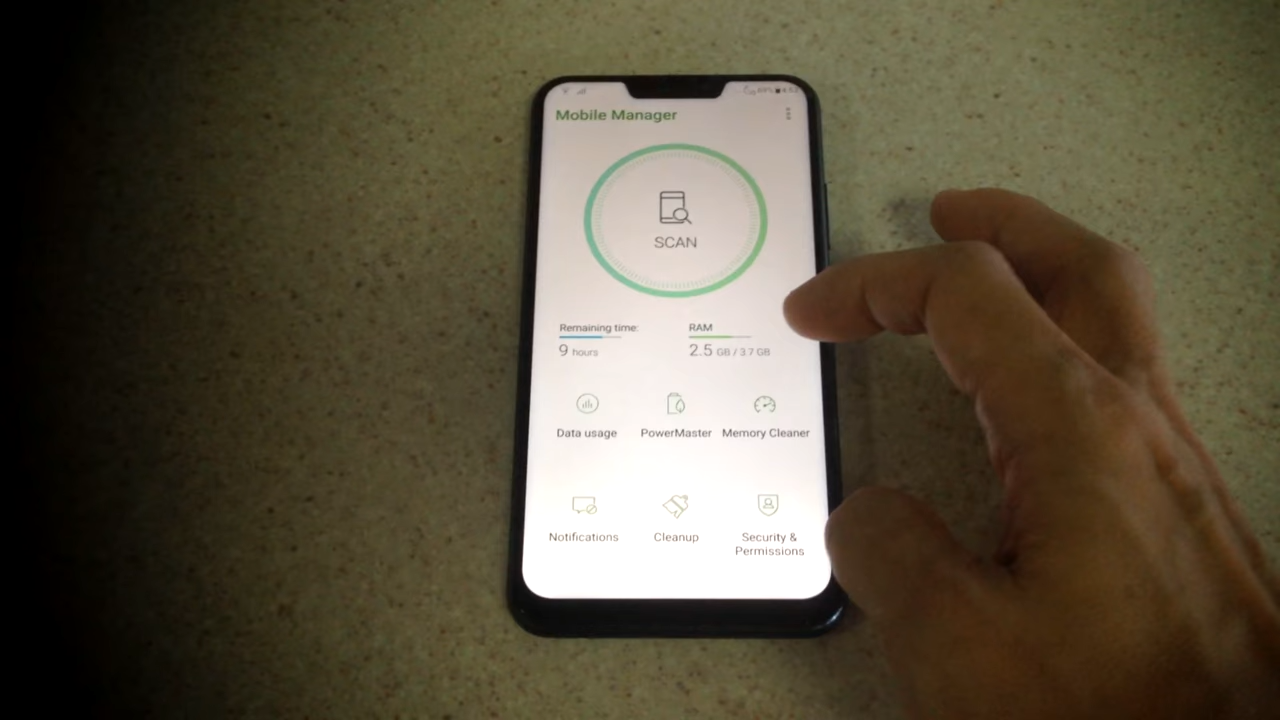 Mobile Manager
SCAN
Remaining time:
9 hours
RAM
2.5 GB / 3.7 GB
Data usage
PowerMaster
Memory Cleaner
Notifications
Cleanup
Security &
Permissions